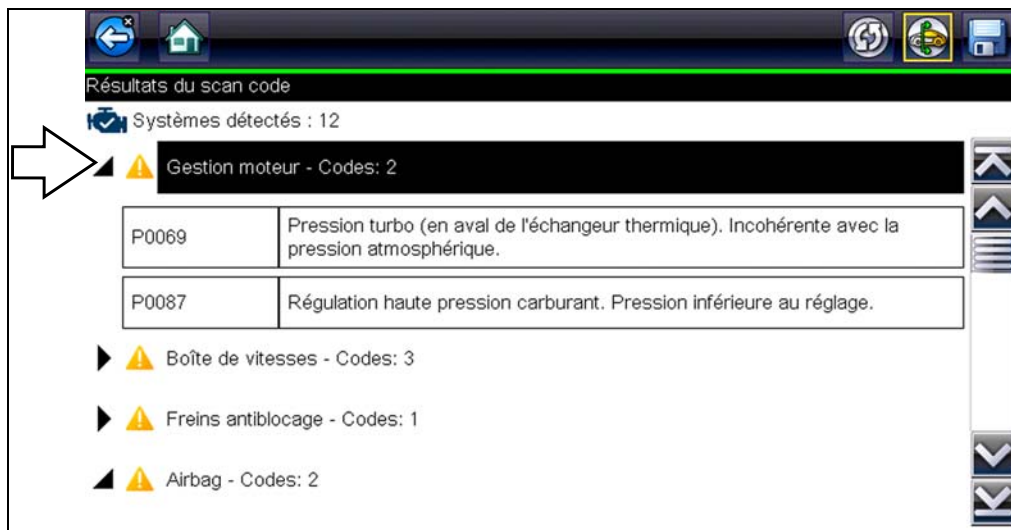 Résultats du scan code
Systèmes détectés : 12
Gestion moteur - Codes: 2
P0069
Pression turbo (en aval de l'échangeur thermique). Incohérente avec la
pression atmosphérique.
P0087
Régulation haute pression carburant. Pression inférieure au réglage.
Boîte de vitesses - Codes: 3
Freins antiblocage - Codes: 1
Airbag - Codes: 2